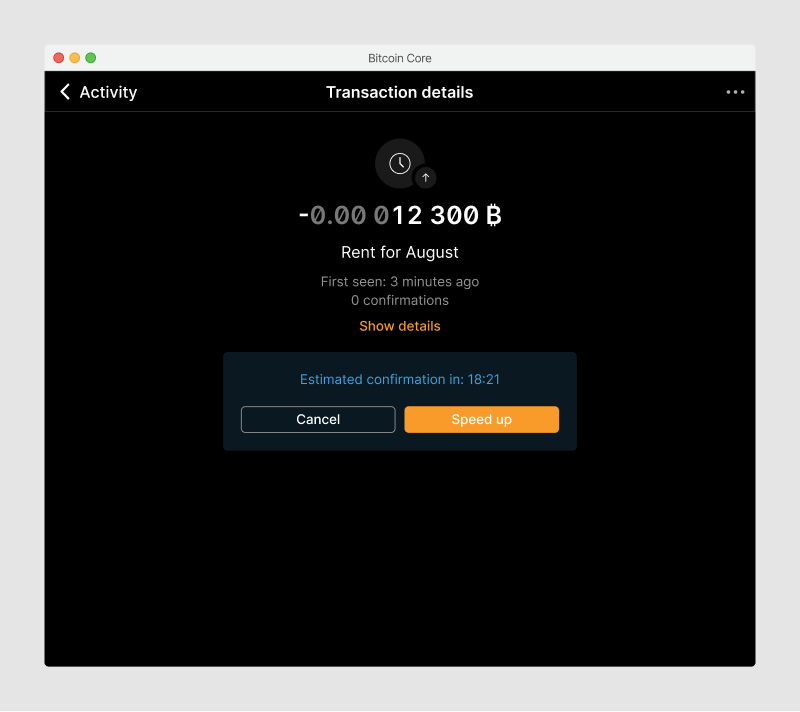 Bitcoin Core
Activity
Transaction details
-0.00 012 300 ₿
Rent for August
First seen: 3 minutes ago
0 confirmations
Show details
Estimated confirmation in: 18:21
Cancel
Speed up